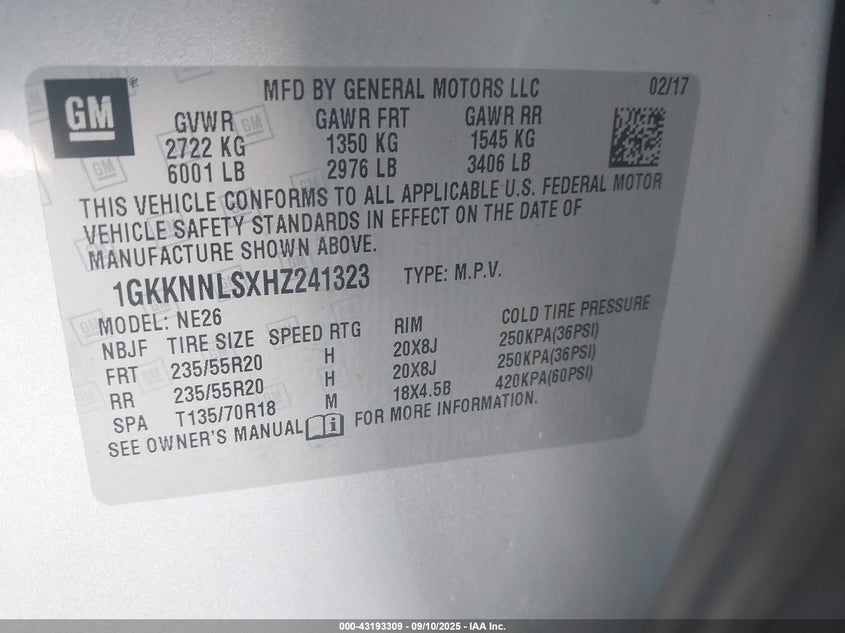 GM
MFD BY GENERAL MOTORS LLC 02/17
GVWR GAWR FRT GAWR RR
2722 KG 1350 KG 1545 KG
6001 LB 2976 LB 3406 LB
THIS VEHICLE CONFORMS TO ALL APPLICABLE U.S. FEDERAL MOTOR
VEHICLE SAFETY STANDARDS IN EFFECT ON THE DATE OF
MANUFACTURE SHOWN ABOVE.
1GKKNNLSXHZ241323 TYPE: M.P.V.
MODEL: NE26
NBJF TIRE SIZE SPEED RTG RIM COLD TIRE PRESSURE
FRT 235/55R20 H 20X8J 250KPA(36PSI)
RR 235/55R20 H 20X8J 250KPA(36PSI)
SPA T135/70R18 M 18X4.5B 420KPA(60PSI)
SEE OWNER'S MANUAL i FOR MORE INFORMATION.
000-43193309 - 09/10/2025 - IAA Inc.